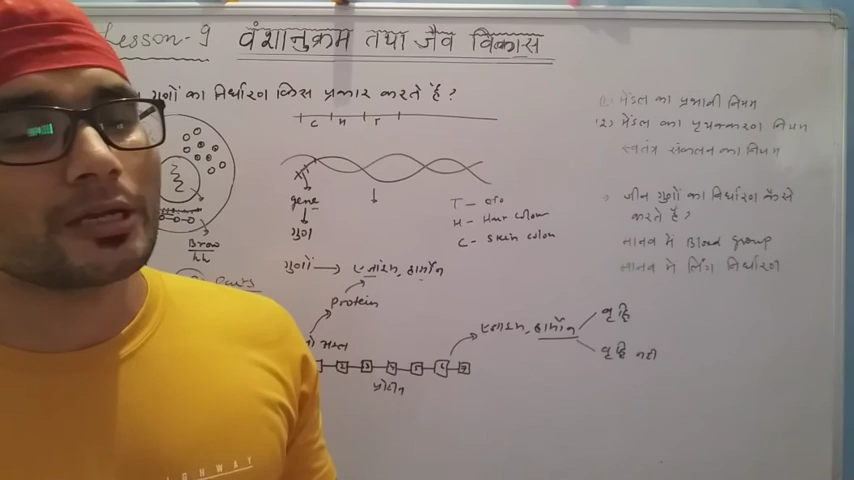 Lesson-9 वंशानुक्रम तथा जैव विकास
गुणों का निर्धारण किस प्रकार करते हैं?
C H T
gene
गुण
T -
H - Hair colour
C - Skin colour
Brow
hh
Pairs
गुणों → एन्जाइम, हार्मोन
Protein
प्रोटीन
एन्जाइम, हार्मोन
वृद्धि
वृद्धि नही
(1) मेंडल का प्रभावी नियम
(2) मेंडल का पृथक्करण नियम
स्वतंत्र संकलन का नियम
जीन गुणों का निर्धारण कैसे
करते हैं?
मानव में Blood group
मानव मे लिंग निर्धारण
HIGHWAY